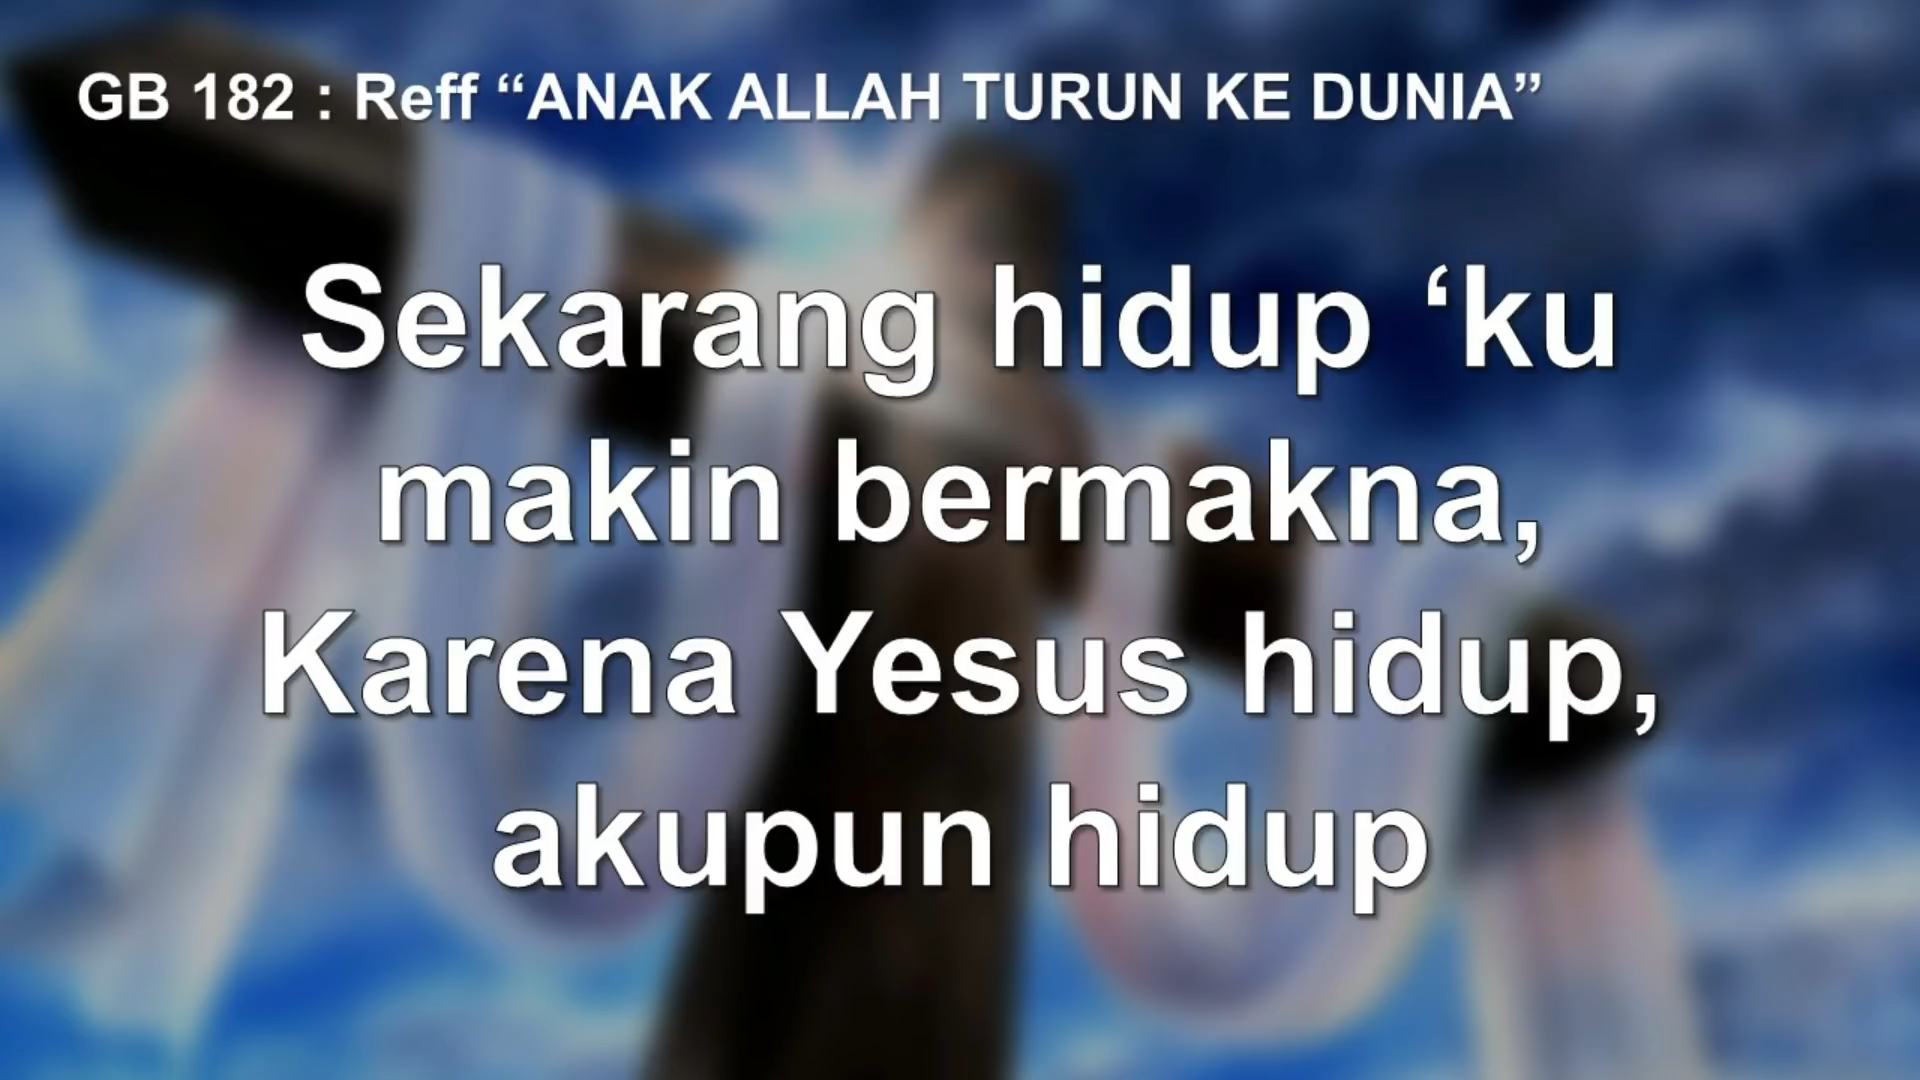 GB 182 : Reff “ANAK ALLAH TURUN KE DUNIA”
Sekarang hidup ‘ku
makin bermakna,
Karena Yesus hidup,
akupun hidup